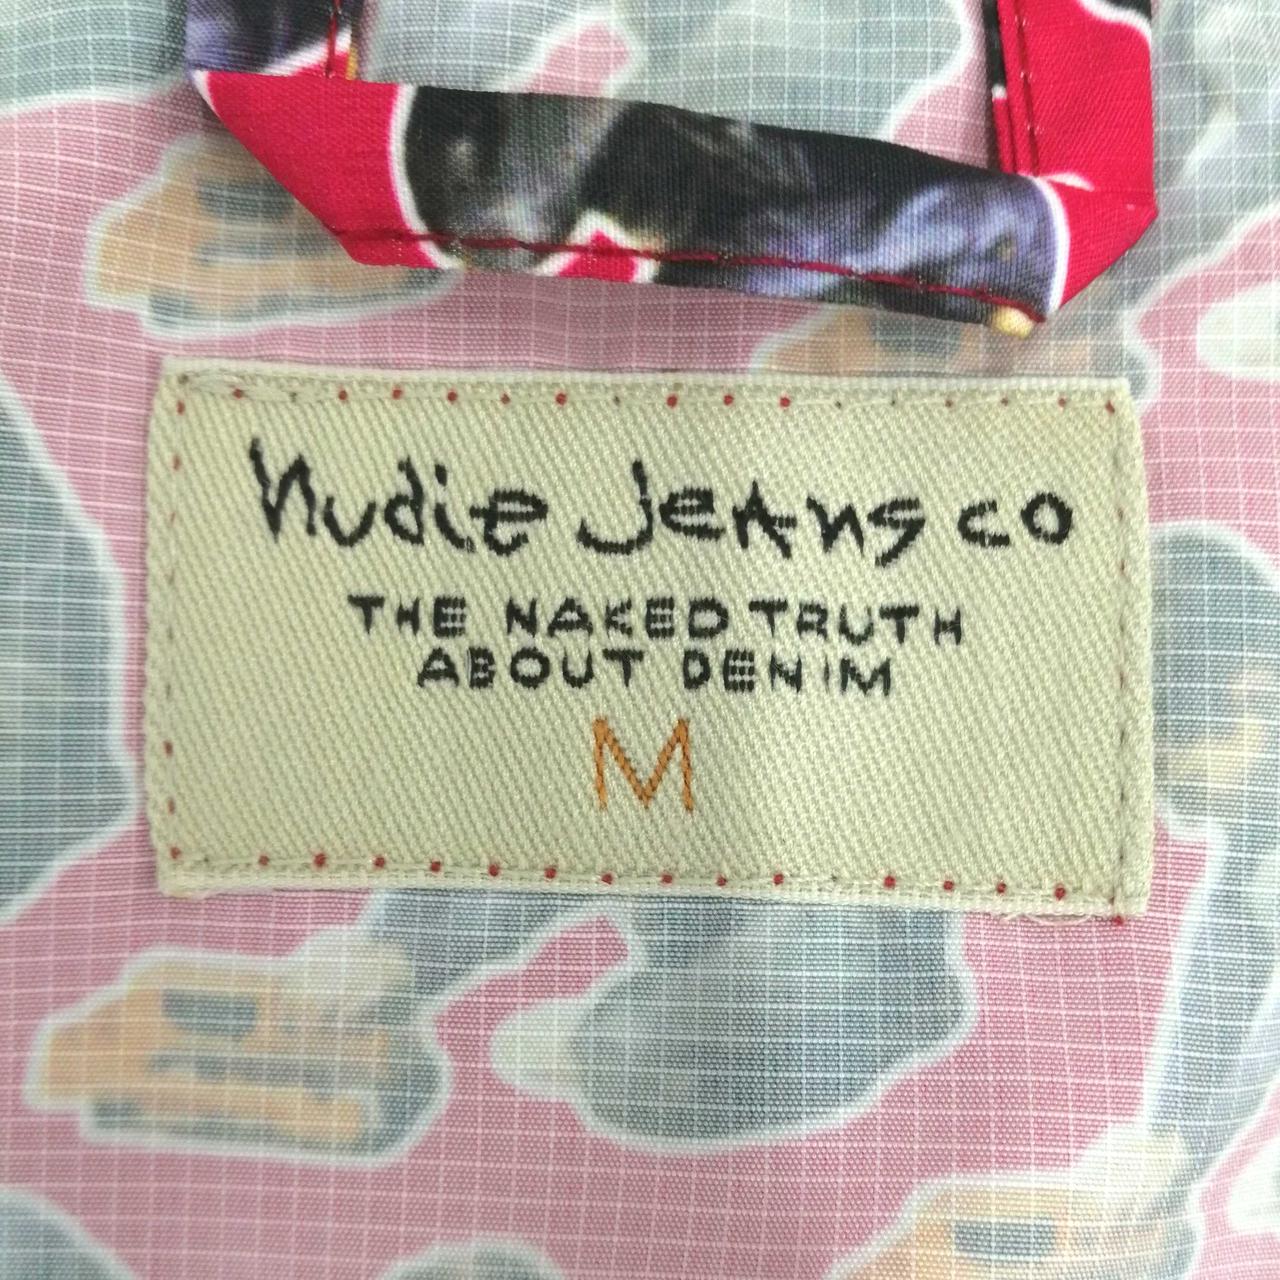 Nudie Jeans co
THE NAKED TRUTH
ABOUT DENIM
M